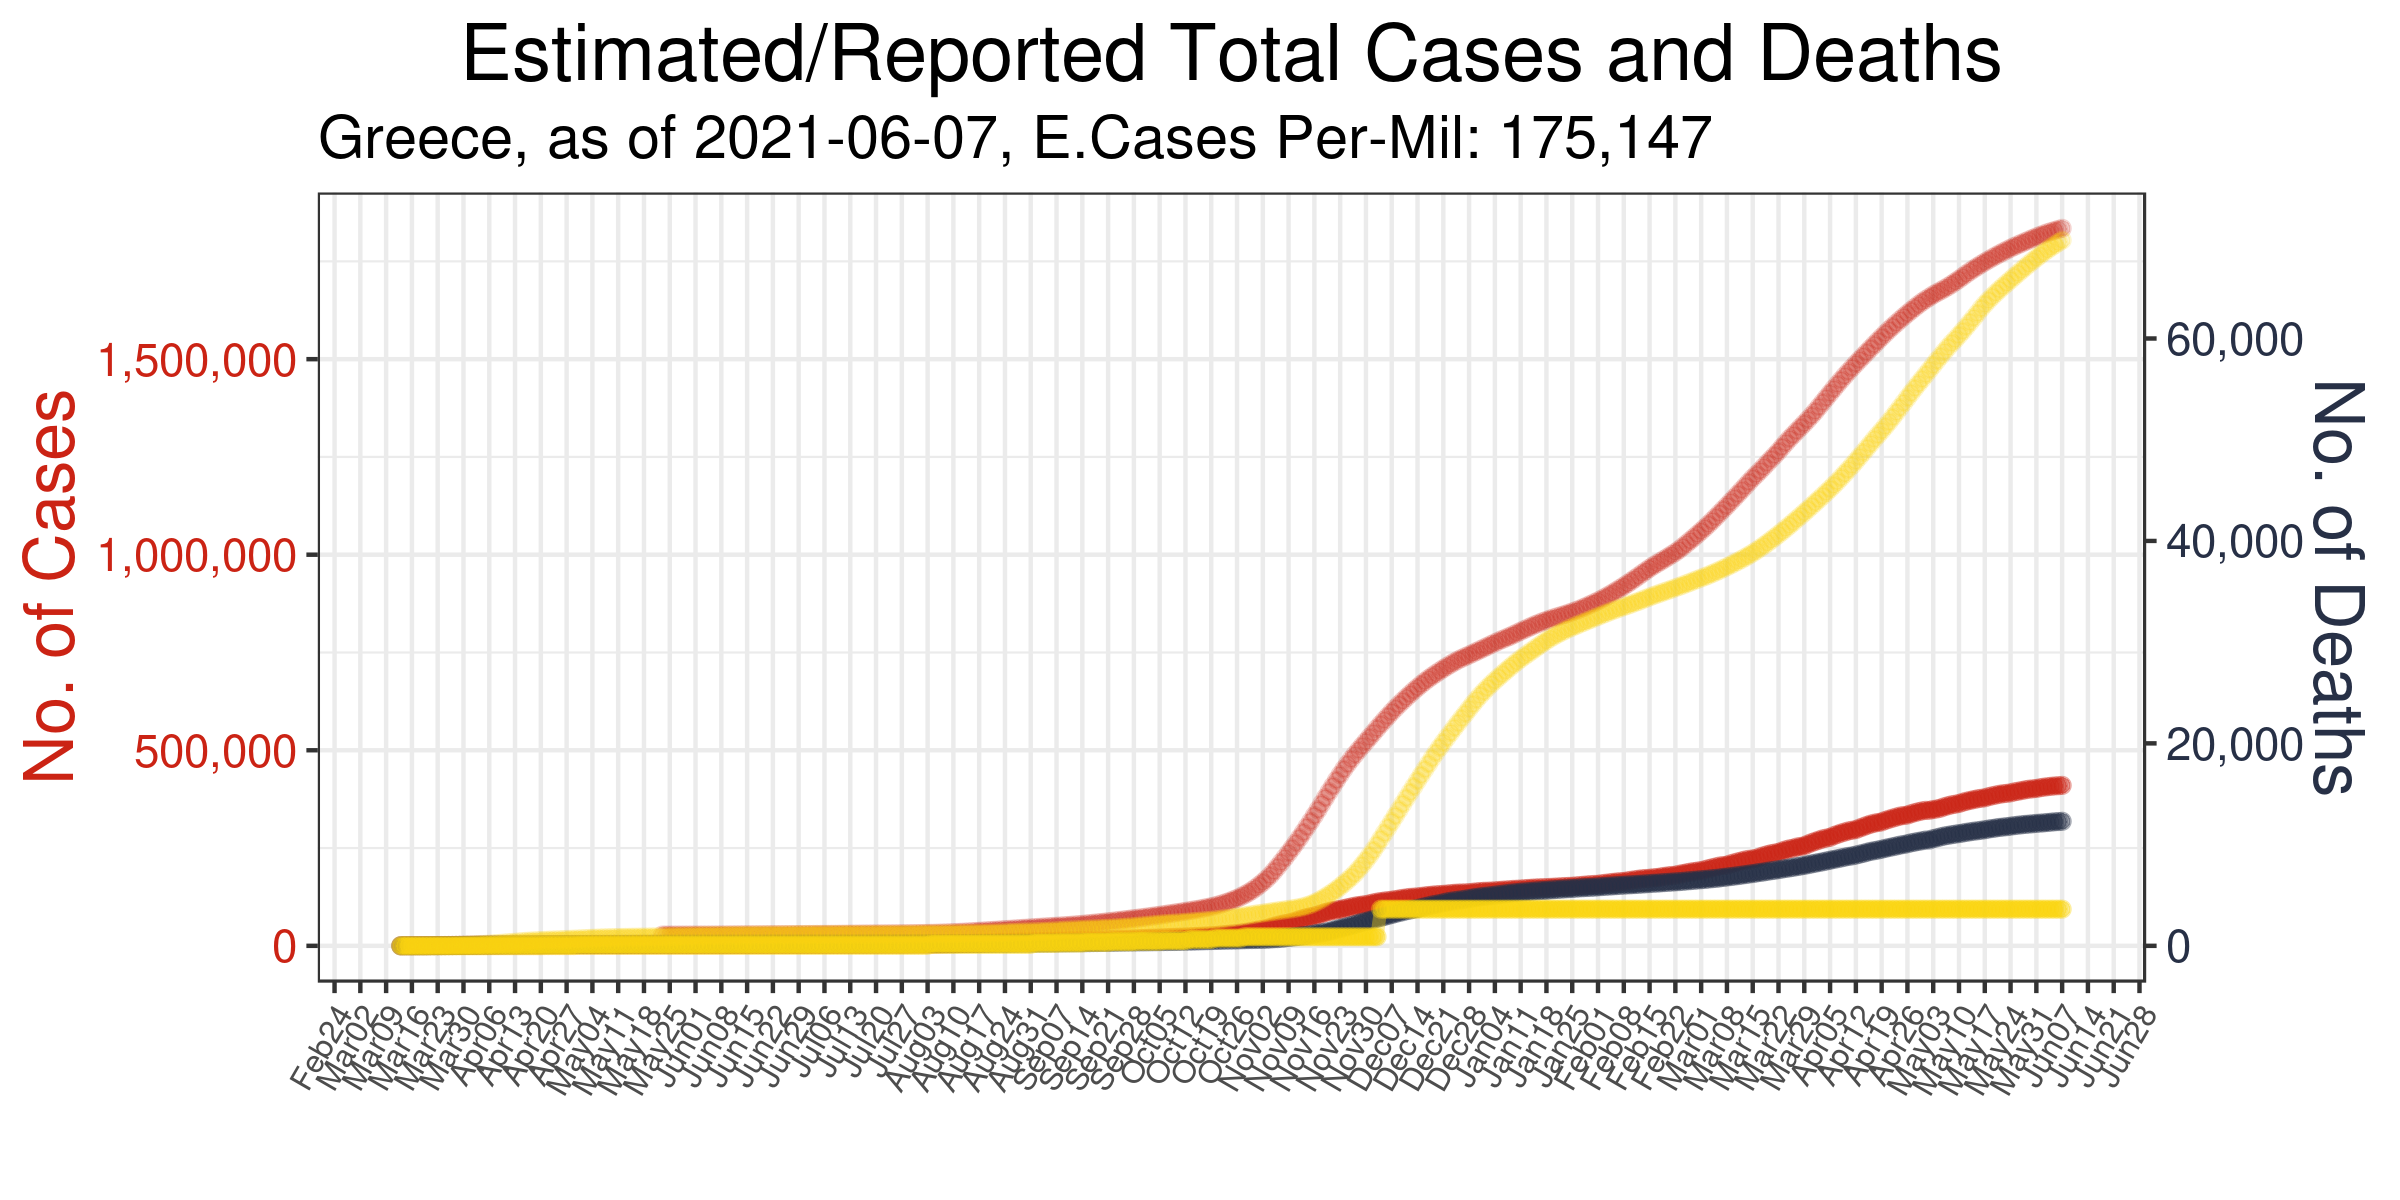 Estimated/Reported Total Cases and Deaths
Greece, as of 2021-06-07, E.Cases Per-Mil: 175,147
No. of Cases
1,500,000
1,000,000
500,000
0
60,000
40,000
20,000
0
No. of Deaths
Feb24
Mar02
Mar09
Mar16
Mar23
Mar30
Apr06
Apr13
Apr20
Apr27
May04
May11
May18
May25
Jun01
Jun08
Jun15
Jun22
Jun29
Jul06
Jul13
Jul20
Jul27
Aug03
Aug10
Aug17
Aug24
Aug31
Sep07
Sep14
Sep21
Sep28
Oct05
Oct12
Oct19
Oct26
Nov02
Nov09
Nov16
Nov23
Nov30
Dec07
Dec14
Dec21
Dec28
Jan04
Jan11
Jan18
Jan25
Feb01
Feb08
Feb15
Feb22
Mar01
Mar08
Mar15
Mar22
Mar29
Apr05
Apr12
Apr19
Apr26
May03
May10
May17
May24
May31
Jun07
Jun14
Jun21
Jun28